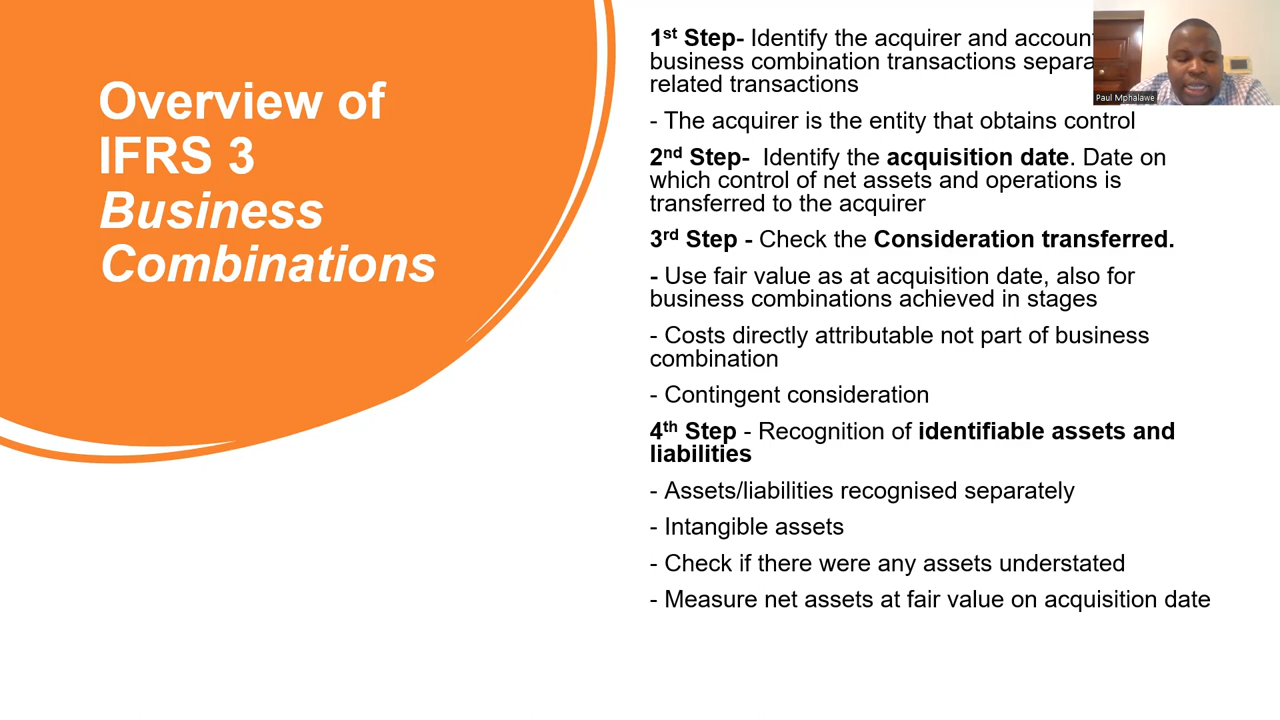 Overview of
IFRS 3
Business
Combinations
1st Step- Identify the acquirer and account
business combination transactions
related transactions
- The acquirer is the entity that obtains control
2nd Step-  Identify the acquisition date. Date on
which control of net assets and operations is
transferred to the acquirer
3rd Step - Check the Consideration transferred.
- Use fair value as at acquisition date, also for
business combinations achieved in stages
- Costs directly attributable not part of business
combination
- Contingent consideration
4th Step - Recognition of identifiable assets and
liabilities
- Assets/liabilities recognised separately
- Intangible assets
- Check if there were any assets understated
- Measure net assets at fair value on acquisition date
Paul Mphalawe